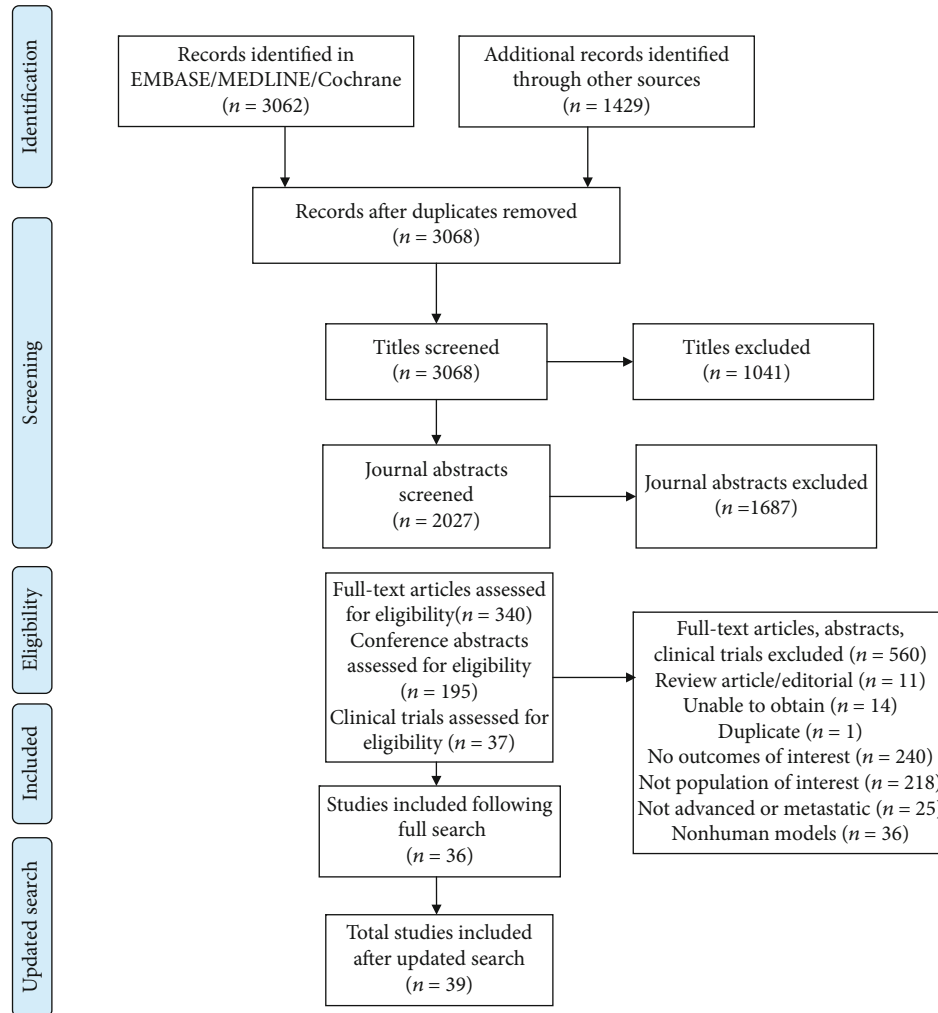 Identification
Records identified in
EMBASE/MEDLINE/Cochrane
(n = 3062)
Additional records identified
through other sources
(n = 1429)
Records after duplicates removed
(n = 3068)
Screening
Titles screened
(n = 3068)
Titles excluded
(n = 1041)
Journal abstracts
screened
(n = 2027)
Journal abstracts excluded
(n =1687)
Eligibility
Full-text articles assessed
for eligibility(n = 340)
Conference abstracts
assessed for eligibility
(n = 195)
Clinical trials assessed for
eligibility (n = 37)
Full-text articles, abstracts,
clinical trials excluded (n = 560)
Review article/editorial (n = 11)
Unable to obtain (n = 14)
Duplicate (n = 1)
No outcomes of interest (n = 240)
Not population of interest (n = 218)
Not advanced or metastatic (n = 25)
Nonhuman models (n = 36)
Included
Studies included following
full search
(n = 36)
Updated search
Total studies included
after updated search
(n = 39)